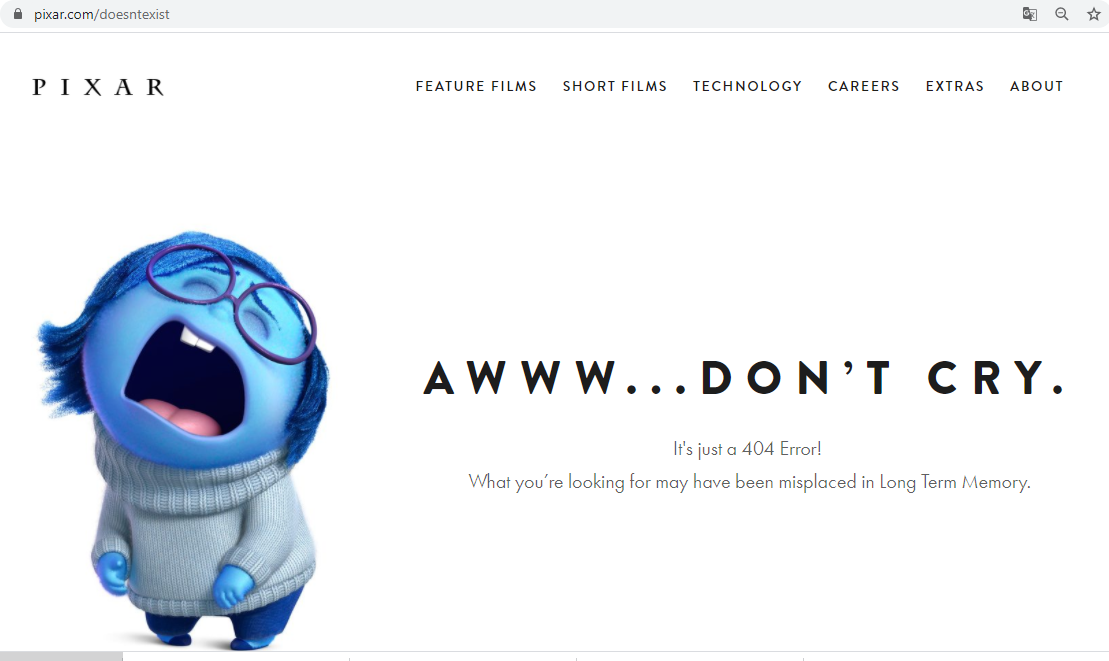 pixar.com/doesntexist
PIXAR
FEATURE FILMS SHORT FILMS TECHNOLOGY CAREERS EXTRAS ABOUT
AWWW...DON’T CRY.
It's just a 404 Error!
What you’re looking for may have been misplaced in Long Term Memory.